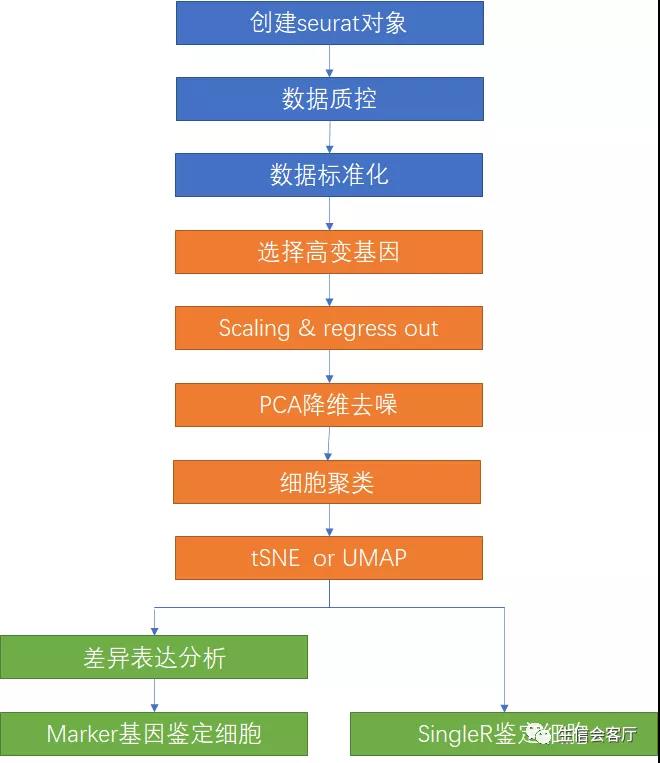 创建seurat对象
数据质控
数据标准化
选择高变基因
Scaling & regress out
PCA降维去噪
细胞聚类
tSNE or UMAP
差异表达分析
Marker基因鉴定细胞
SingleR鉴定细胞
生信会客厅